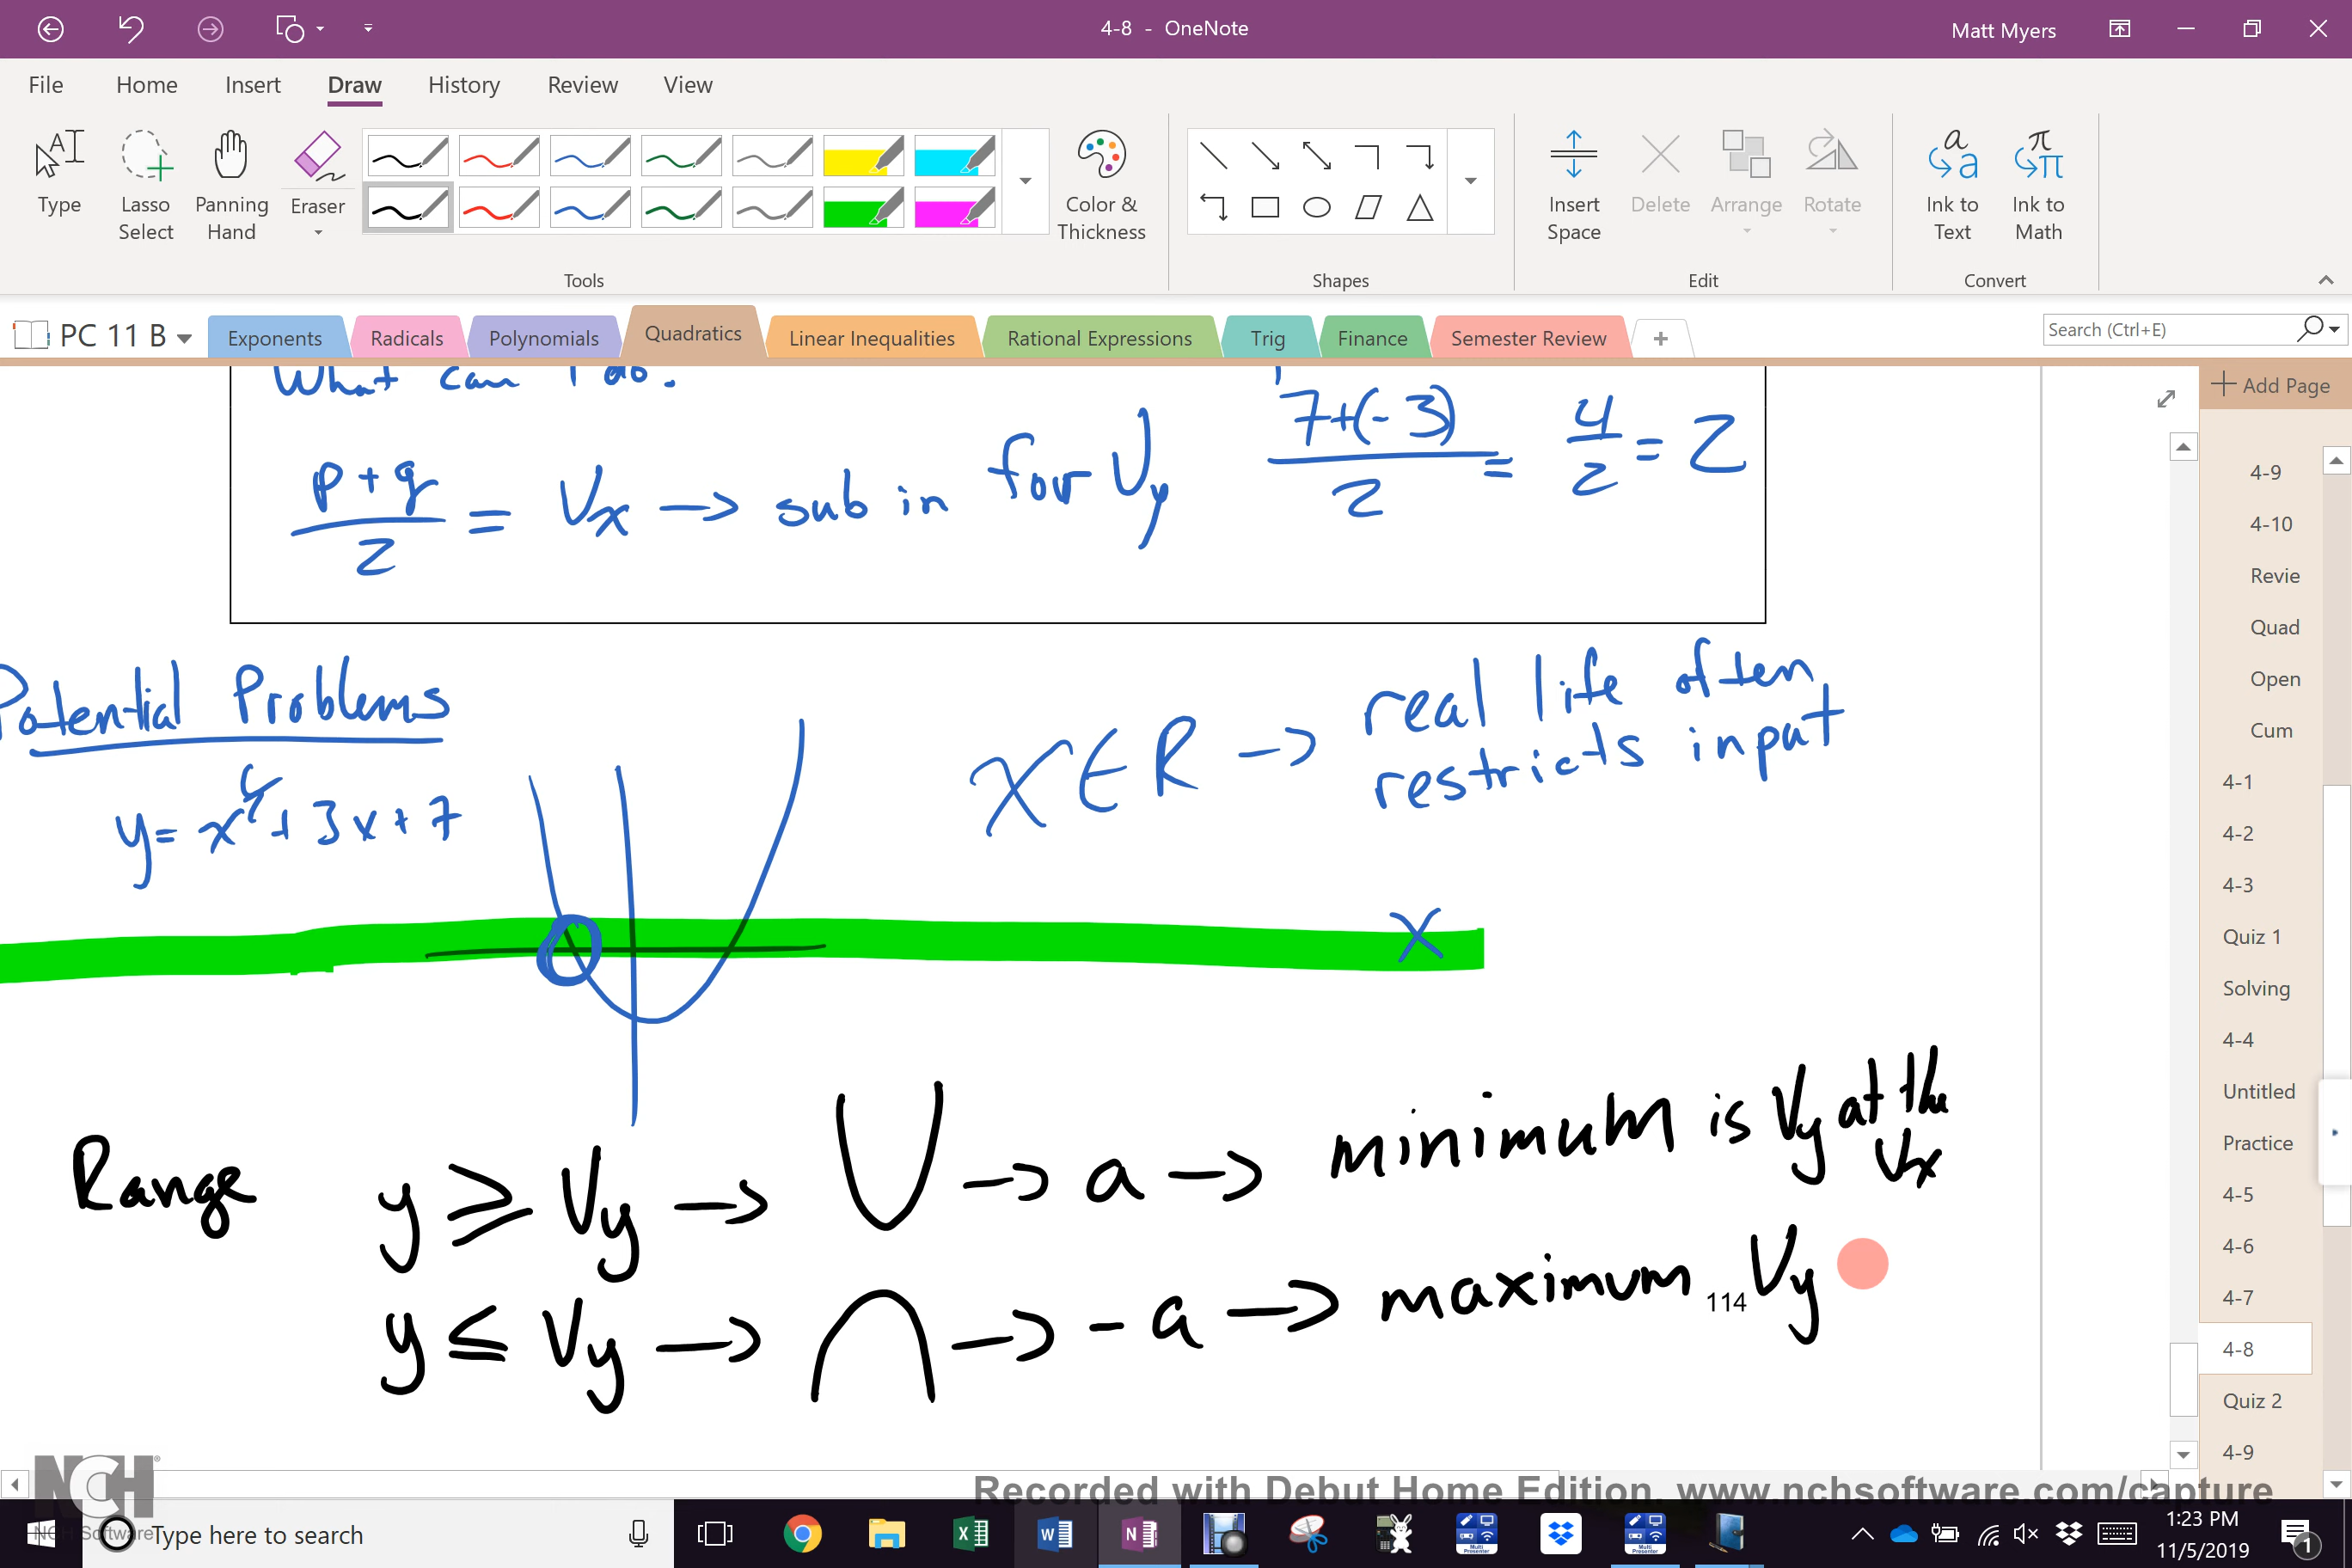 4-8 - OneNote
Matt Myers
File Home Insert Draw History Review View
Type
Lasso Select
Panning Hand
Eraser
Color & Thickness
Tools
Shapes
Insert Space
Delete
Arrange
Rotate
Edit
Ink to Text
Ink to Math
Convert
PC 11 B
Exponents Radicals Polynomials Quadratics Linear Inequalities Rational Expressions Trig Finance Semester Review +
Search (Ctrl+E)
Add Page
What can I do?
(p+q)/2 = Vx → sub in for Vy
(7+(-3))/2 = 4/2 = 2
Potential Problems
x∈R → real life often
restricts input
+ 3x + 7
x
Range
y ≥ Vy → ∪ → a → minimum is Vy at the
Vx
y ≤ Vy → ∩ → -a → maximum Vy
114
4-9
4-10
Revie
Quad
Open
Cum
4-1
4-2
4-3
Quiz 1
Solving
4-4
Untitled
Practice
4-5
4-6
4-7
4-8
Quiz 2
4-9
NCH
NCH Software
Recorded with Debut Home Edition. www.nchsoftware.com/capture
Type here to search
1:23 PM
11/5/2019
1